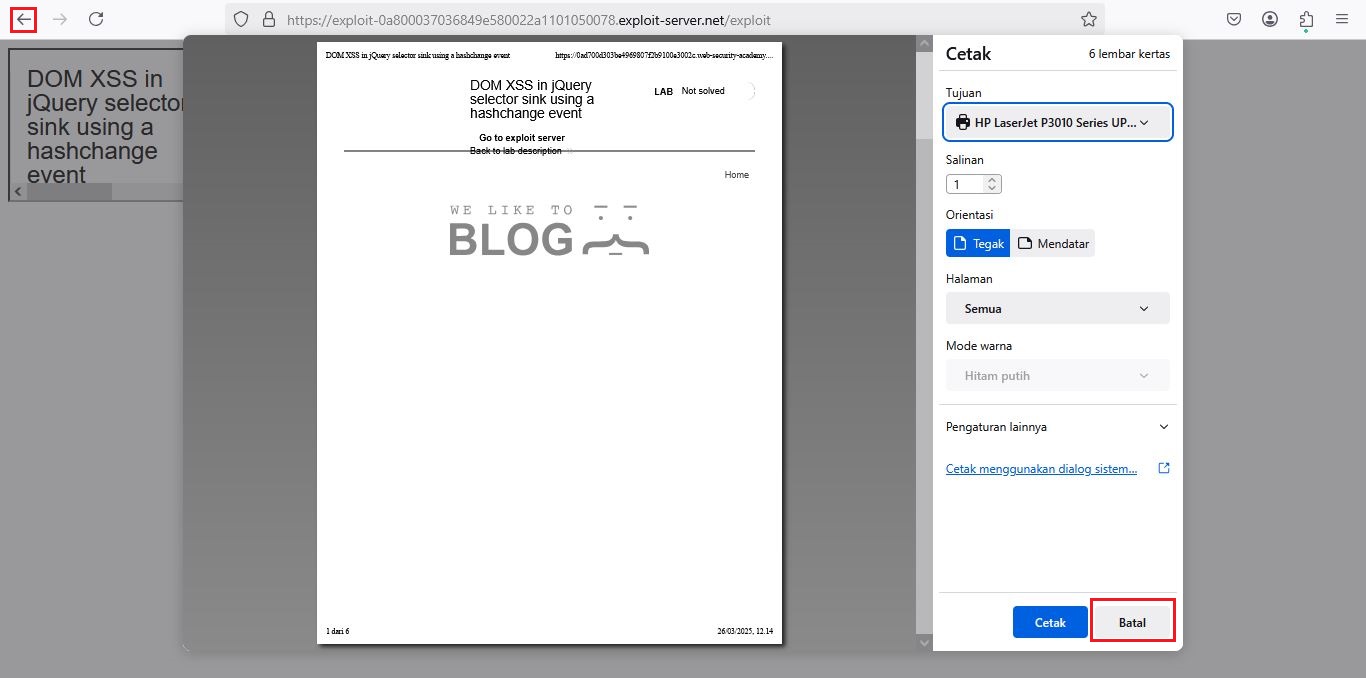 https://exploit-0a800037036849e580022a1101050078.exploit-server.net/exploit
DOM XSS in
jQuery selector
sink using a
hashchange
event
DOM XSS in jQuery selector sink using a hashchange event
https://0ad700d303be4969807f2b9100e3002c.web-security-academy....
DOM XSS in jQuery
selector sink using a
hashchange event
LAB Not solved
Go to exploit server
Back to lab description
Home
WE LIKE TO
BLOG
1 dari 6
26/03/2025, 12.14
Cetak
6 lembar kertas
Tujuan
HP LaserJet P3010 Series UP...
Salinan
1
Orientasi
Tegak
Mendatar
Halaman
Semua
Mode warna
Hitam putih
Pengaturan lainnya
Cetak menggunakan dialog sistem...
Cetak
Batal